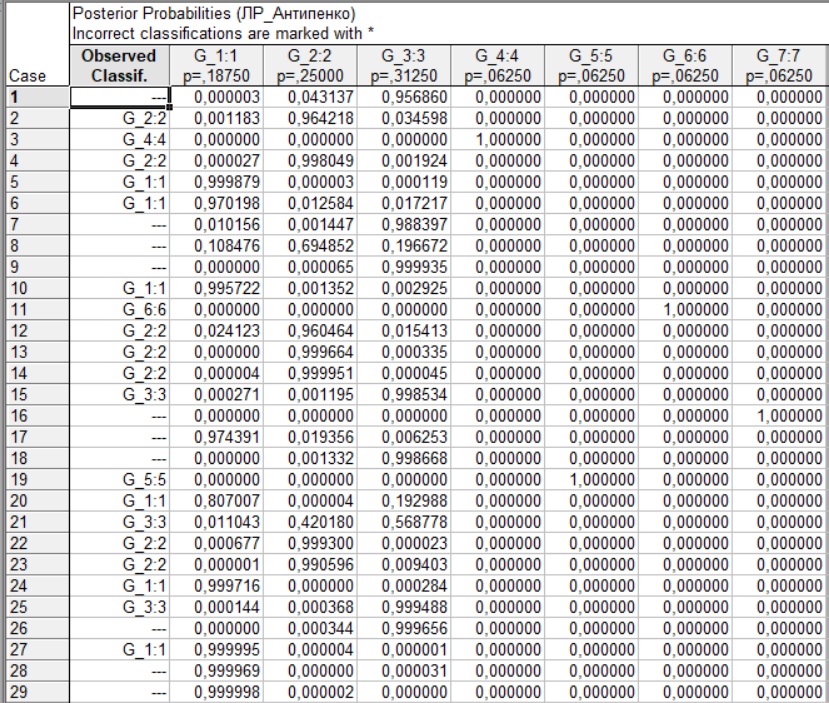 Posterior Probabilities (ЛР_Антипенко)
Incorrect classifications are marked with *
Case Observed Classif. G_1:1 p=,18750 G_2:2 p=,25000 G_3:3 p=,31250 G_4:4 p=,06250 G_5:5 p=,06250 G_6:6 p=,06250 G_7:7 p=,06250
1 --- 0,000003 0,043137 0,956860 0,000000 0,000000 0,000000 0,000000
2 G_2:2 0,001183 0,964218 0,034598 0,000000 0,000000 0,000000 0,000000
3 G_4:4 0,000000 0,000000 0,000000 1,000000 0,000000 0,000000 0,000000
4 G_2:2 0,000027 0,998049 0,001924 0,000000 0,000000 0,000000 0,000000
5 G_1:1 0,999879 0,000003 0,000119 0,000000 0,000000 0,000000 0,000000
6 G_1:1 0,970198 0,012584 0,017217 0,000000 0,000000 0,000000 0,000000
7 --- 0,010156 0,001447 0,988397 0,000000 0,000000 0,000000 0,000000
8 --- 0,108476 0,694852 0,196672 0,000000 0,000000 0,000000 0,000000
9 --- 0,000000 0,000065 0,999935 0,000000 0,000000 0,000000 0,000000
10 G_1:1 0,995722 0,001352 0,002925 0,000000 0,000000 0,000000 0,000000
11 G_6:6 0,000000 0,000000 0,000000 0,000000 0,000000 1,000000 0,000000
12 G_2:2 0,024123 0,960464 0,015413 0,000000 0,000000 0,000000 0,000000
13 G_2:2 0,000000 0,999664 0,000335 0,000000 0,000000 0,000000 0,000000
14 G_2:2 0,000004 0,999951 0,000045 0,000000 0,000000 0,000000 0,000000
15 G_3:3 0,000271 0,001195 0,998534 0,000000 0,000000 0,000000 0,000000
16 --- 0,000000 0,000000 0,000000 0,000000 0,000000 0,000000 1,000000
17 --- 0,974391 0,019356 0,006253 0,000000 0,000000 0,000000 0,000000
18 --- 0,000000 0,001332 0,998668 0,000000 0,000000 0,000000 0,000000
19 G_5:5 0,000000 0,000000 0,000000 0,000000 1,000000 0,000000 0,000000
20 G_1:1 0,807007 0,000004 0,192988 0,000000 0,000000 0,000000 0,000000
21 G_3:3 0,011043 0,420180 0,568778 0,000000 0,000000 0,000000 0,000000
22 G_2:2 0,000677 0,999300 0,000023 0,000000 0,000000 0,000000 0,000000
23 G_2:2 0,000001 0,990596 0,009403 0,000000 0,000000 0,000000 0,000000
24 G_1:1 0,999716 0,000000 0,000284 0,000000 0,000000 0,000000 0,000000
25 G_3:3 0,000144 0,000368 0,999488 0,000000 0,000000 0,000000 0,000000
26 --- 0,000000 0,000344 0,999656 0,000000 0,000000 0,000000 0,000000
27 G_1:1 0,999995 0,000004 0,000001 0,000000 0,000000 0,000000 0,000000
28 --- 0,999969 0,000000 0,000031 0,000000 0,000000 0,000000 0,000000
29 --- 0,999998 0,000002 0,000000 0,000000 0,000000 0,000000 0,000000